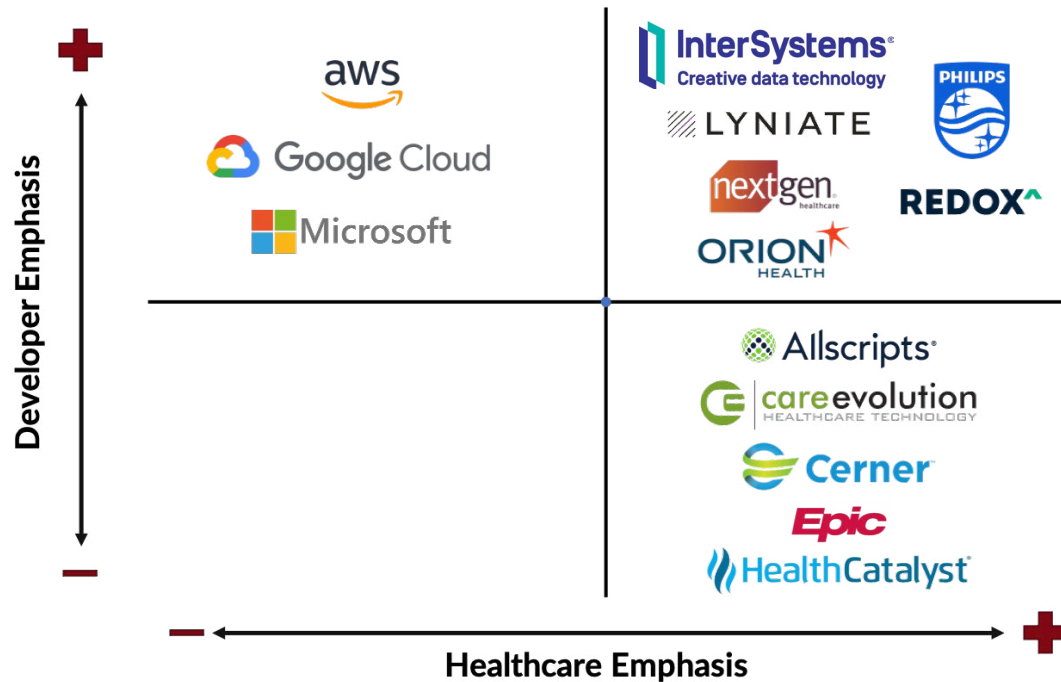 aws
Google Cloud
Microsoft
InterSystems®
Creative data technology
PHILIPS
LYNIATE
nextgen®
healthcare
REDOX^
ORION
HEALTH
Developer Emphasis
Allscripts®
careevolution
HEALTHCARE TECHNOLOGY
Cerner™
Epic
HealthCatalyst®
Healthcare Emphasis